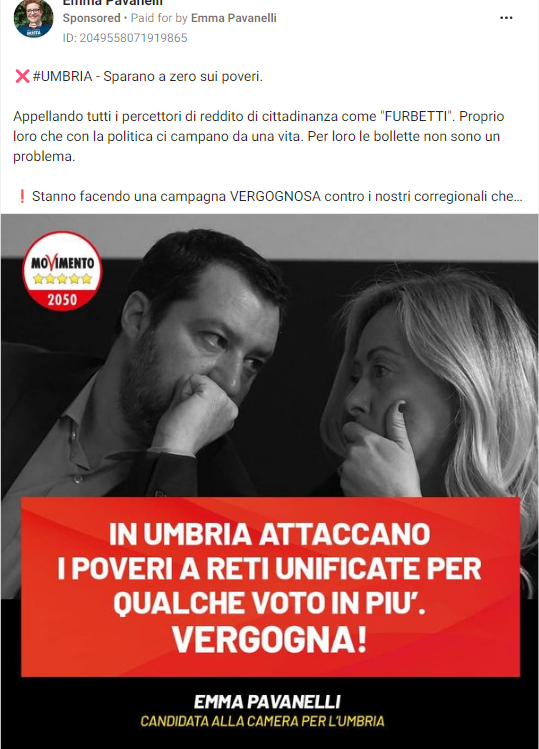 Emma Pavanelli
Sponsored • Paid for by Emma Pavanelli
ID: 2049558071919865
❌#UMBRIA - Sparano a zero sui poveri.
Appellando tutti i percettori di reddito di cittadinanza come "FURBETTI". Proprio
loro che con la politica ci campano da una vita. Per loro le bollette non sono un
problema.
❗Stanno facendo una campagna VERGOGNOSA contro i nostri corregionali che...
MOVIMENTO
2050
IN UMBRIA ATTACCANO
I POVERI A RETI UNIFICATE PER
QUALCHE VOTO IN PIU'.
VERGOGNA!
EMMA PAVANELLI
CANDIDATA ALLA CAMERA PER L'UMBRIA